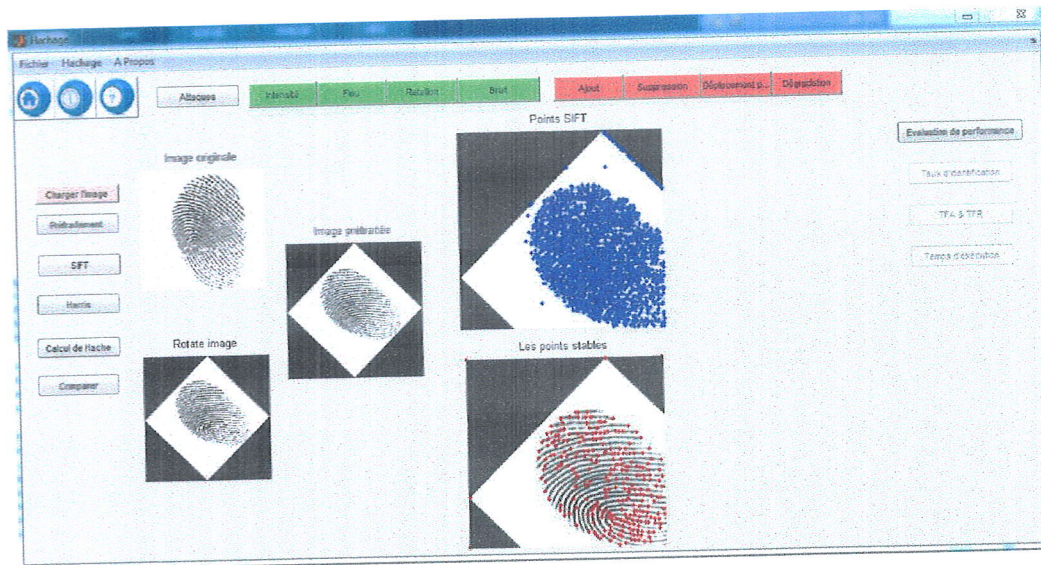 Hachage
Fichier Hachage A Propos
Attaques
Intensité
Flou
Rotation
Bruit
Ajout
Suppression
Déplacement p...
Dégradation
Points SIFT
Evaluation de performance
Image originale
Taux d'identification
Charger l'image
Prétraitement
Image prétraitée
TFA & TFR
SIFT
Temps d'exécution
Harris
Rotate image
Les points stables
Calcul de Hache
Comparer